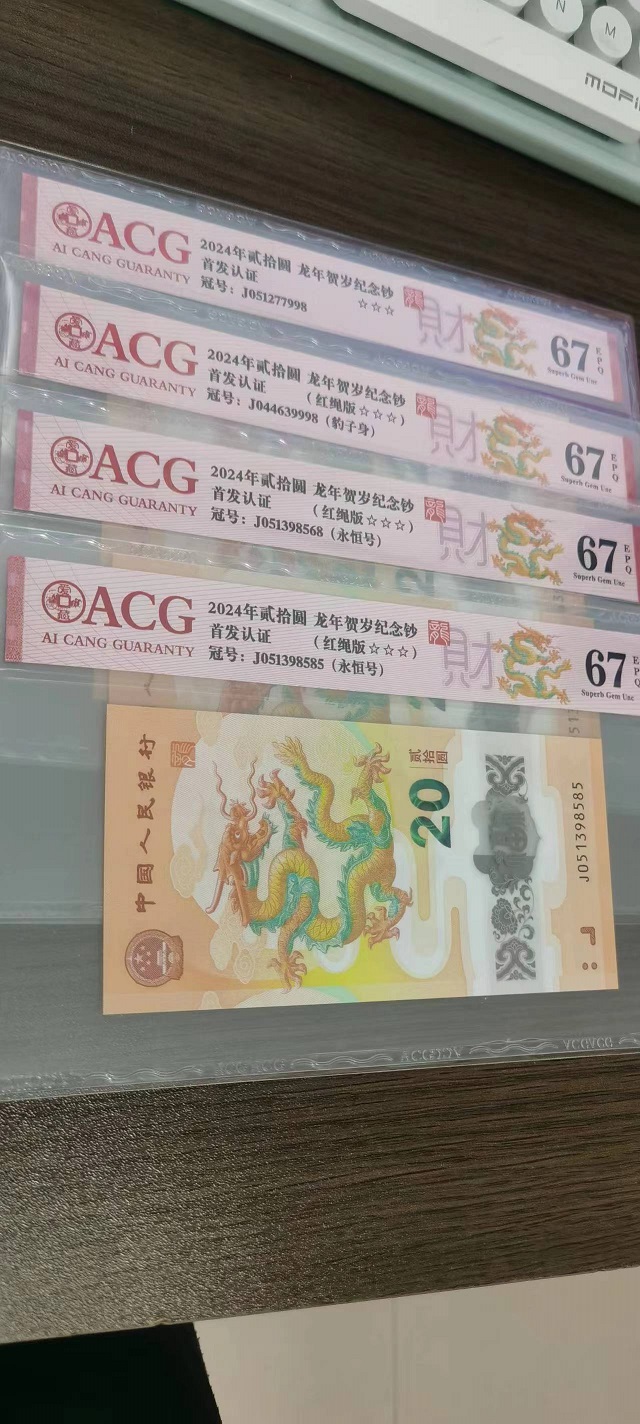 N
M
ACG
AI CANG GUARANTY
2024年贰拾圆 龙年贺岁纪念钞
首发认证 ☆☆☆
冠号：J051277998
財
67
EPQ
Superb Gem Unc
ACG
AI CANG GUARANTY
2024年贰拾圆 龙年贺岁纪念钞
首发认证 （红绳版☆☆☆）
冠号：J044639998（豹子身）
財
67
EPQ
Superb Gem Unc
ACG
AI CANG GUARANTY
2024年贰拾圆 龙年贺岁纪念钞
首发认证 （红绳版☆☆☆）
冠号：J051398568（永恒号）
財
67
EPQ
Superb Gem Unc
ACG
AI CANG GUARANTY
2024年贰拾圆 龙年贺岁纪念钞
首发认证 （红绳版☆☆☆）
冠号：J051398585（永恒号）
財
67
EPQ
Superb Gem Unc
中国人民银行
贰拾圆
20
J051398585